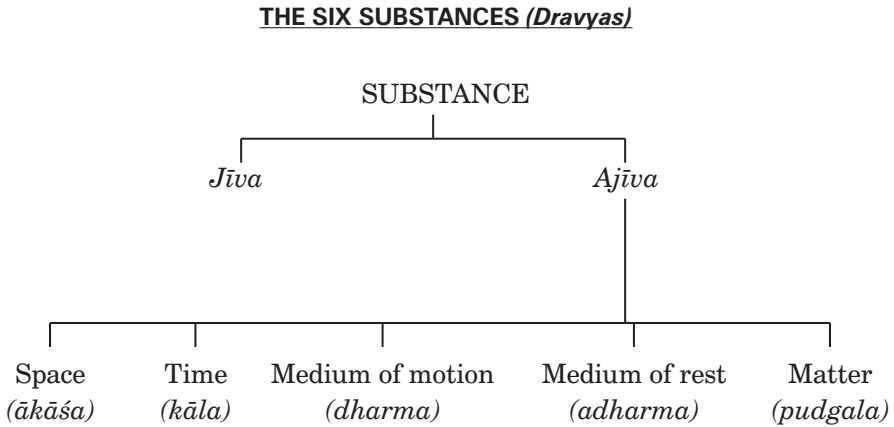 THE SIX SUBSTANCES (Dravyas)
SUBSTANCE
Jīva Ajīva
Space Time Medium of motion Medium of rest Matter
(ākāśa) (kāla) (dharma) (adharma) (pudgala)